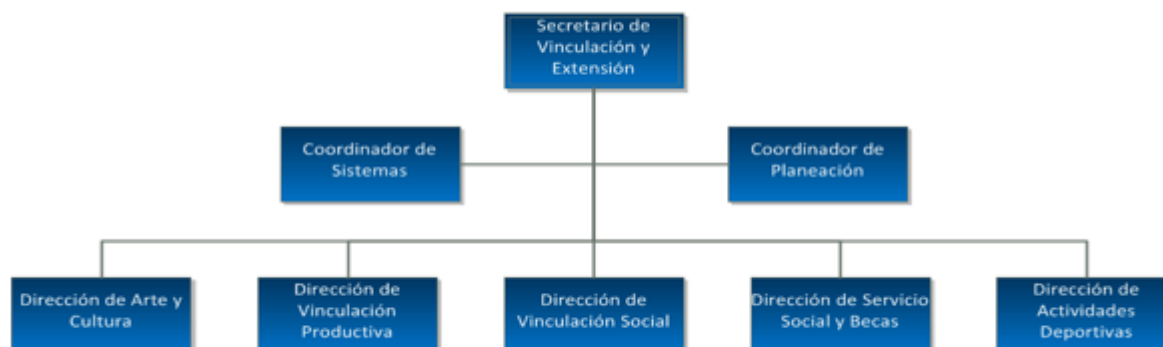 Secretario de
Vinculación y
Extensión
Coordinador de
Sistemas
Coordinador de
Planeación
Dirección de Arte y
Cultura
Dirección de
Vinculación
Productiva
Dirección de
Vinculación Social
Dirección de Servicio
Social y Becas
Dirección de
Actividades
Deportivas